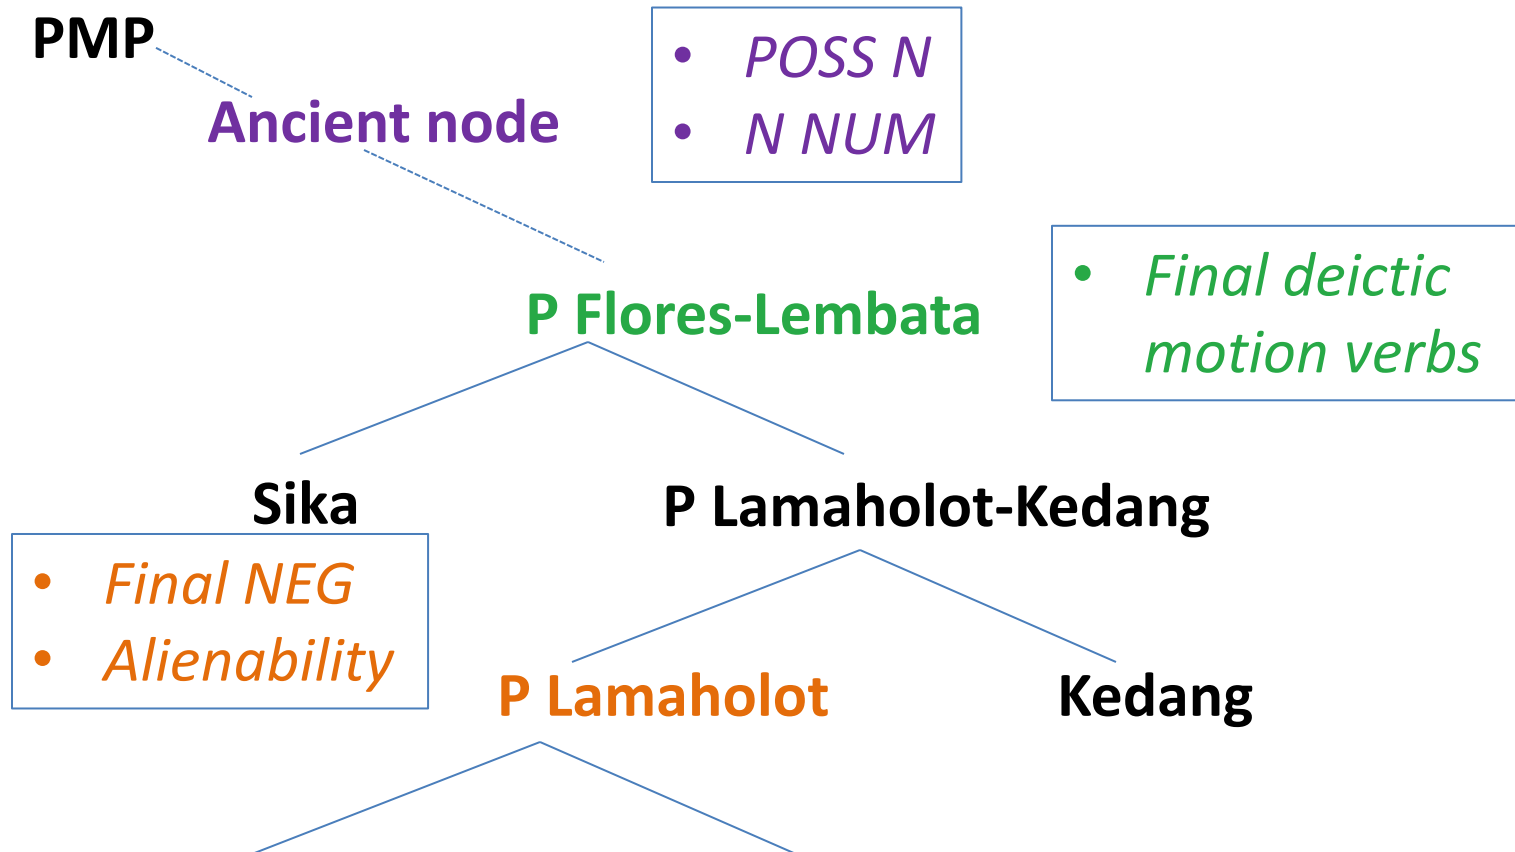 PMP
• POSS N
• N NUM
Ancient node
• Final deictic
motion verbs
P Flores-Lembata
Sika
P Lamaholot-Kedang
• Final NEG
• Alienability
P Lamaholot
Kedang